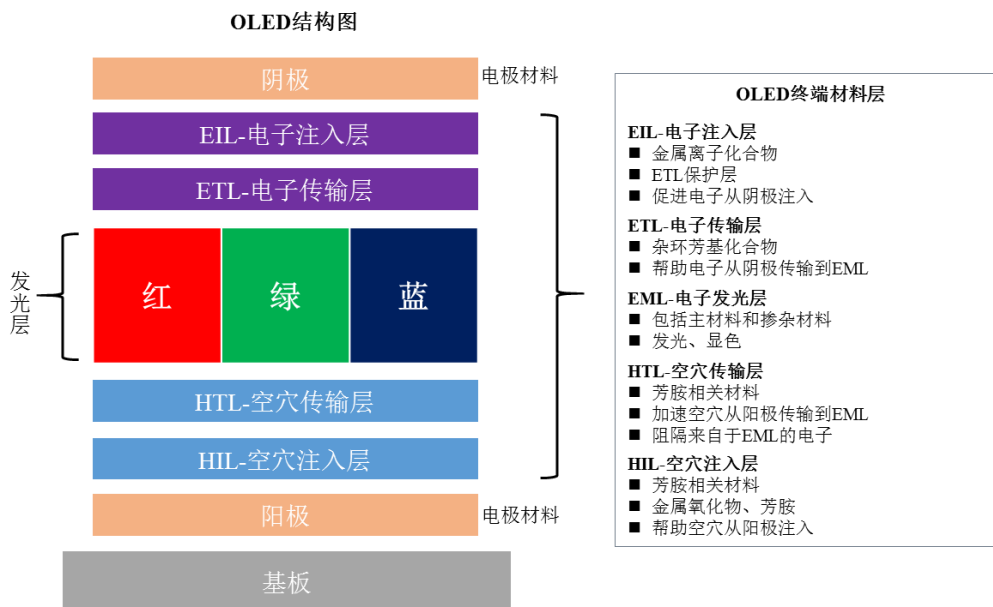 OLED结构图
阴极
电极材料
EIL-电子注入层
ETL-电子传输层
发光层
红
绿
蓝
HTL-空穴传输层
HIL-空穴注入层
阳极
电极材料
基板
OLED终端材料层
EIL-电子注入层
■ 金属离子化合物
■ ETL保护层
■ 促进电子从阴极注入
ETL-电子传输层
■ 杂环芳基化合物
■ 帮助电子从阴极传输到EML
EML-电子发光层
■ 包括主材料和掺杂材料
■ 发光、显色
HTL-空穴传输层
■ 芳胺相关材料
■ 加速空穴从阳极传输到EML
■ 阻隔来自于EML的电子
HIL-空穴注入层
■ 芳胺相关材料
■ 金属氧化物、芳胺
■ 帮助空穴从阳极注入